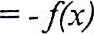 = - f(x)